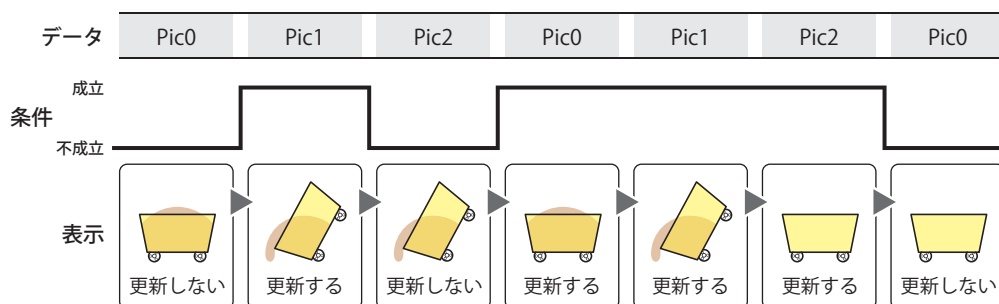 データ Pic0 Pic1 Pic2 Pic0 Pic1 Pic2 Pic0
成立
条件
不成立
表示
更新しない 更新する 更新しない 更新する 更新する 更新する 更新しない